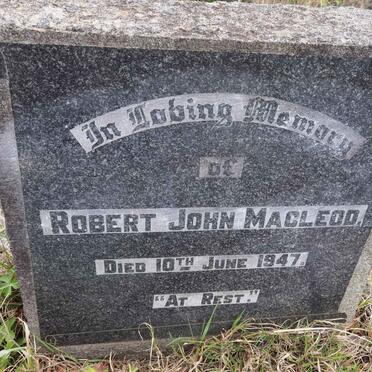 In Loving Memory
of
ROBERT JOHN MACLEOD,
DIED 10TH JUNE 1947.
"AT REST."